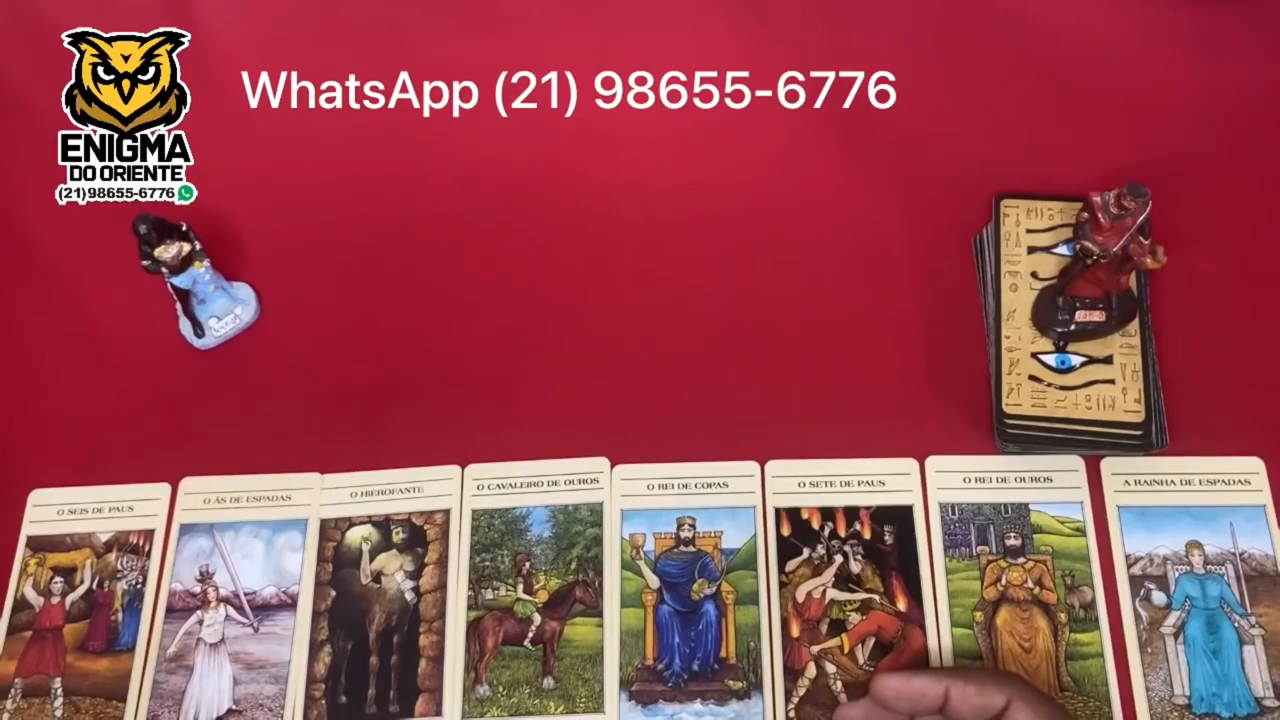 WhatsApp (21) 98655-6776
ENIGMA
DO ORIENTE
(21)98655-6776
O SEIS DE PAUS
O ÁS DE ESPADAS
O HIEROFANTE
O CAVALEIRO DE OUROS
O REI DE COPAS
O SETE DE PAUS
O REI DE OUROS
A RAINHA DE ESPADAS